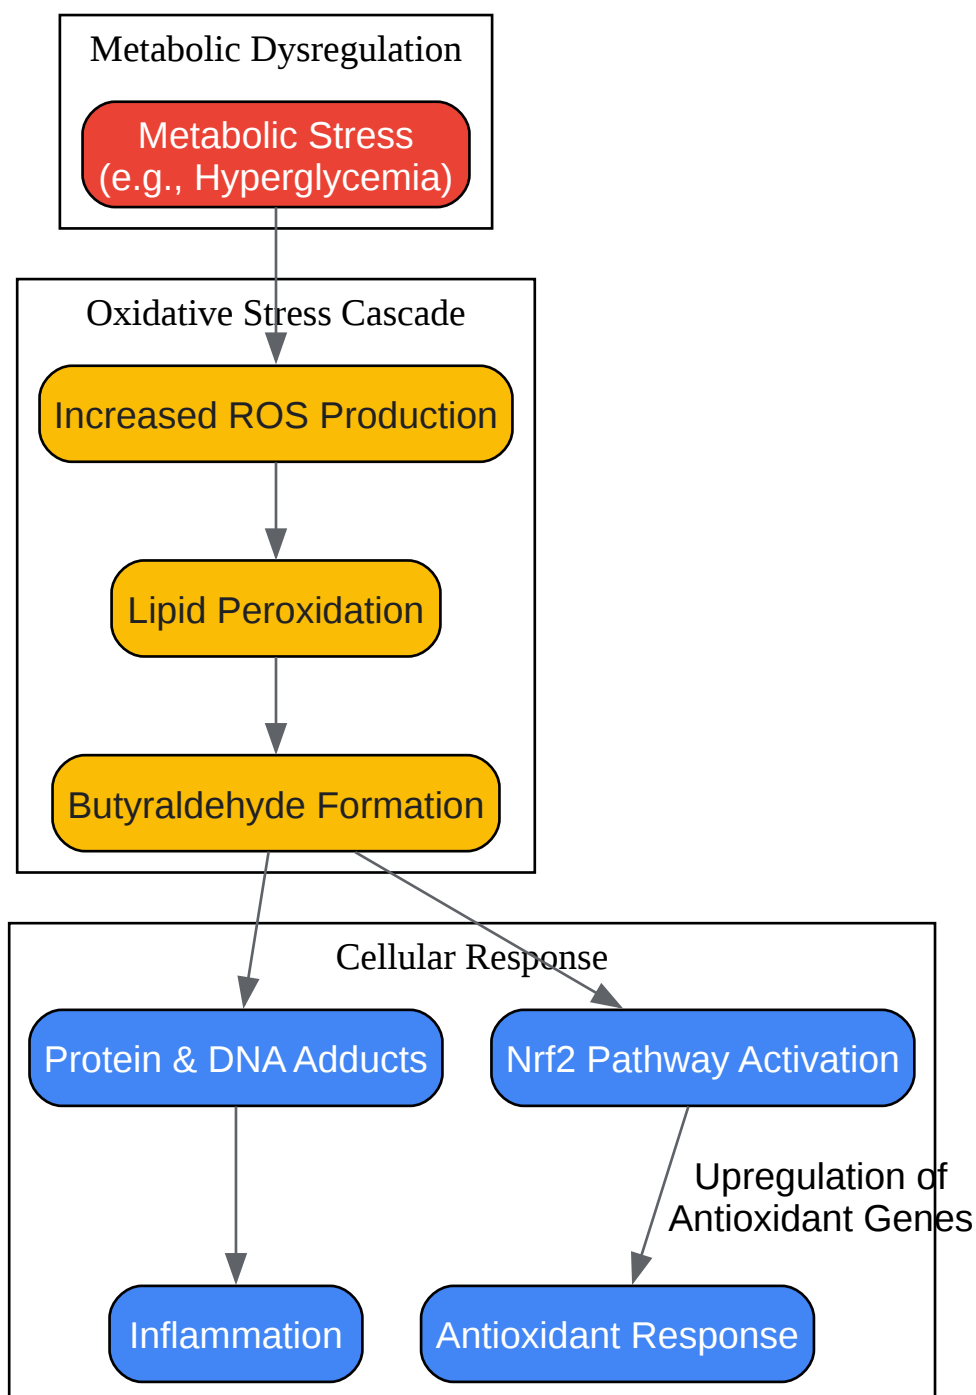 Metabolic Dysregulation
Metabolic Stress
(e.g., Hyperglycemia)
Oxidative Stress Cascade
Increased ROS Production
Lipid Peroxidation
Butyraldehyde Formation
Cellular Response
Protein & DNA Adducts
Nrf2 Pathway Activation
Upregulation of
Antioxidant Genes
Inflammation
Antioxidant Response